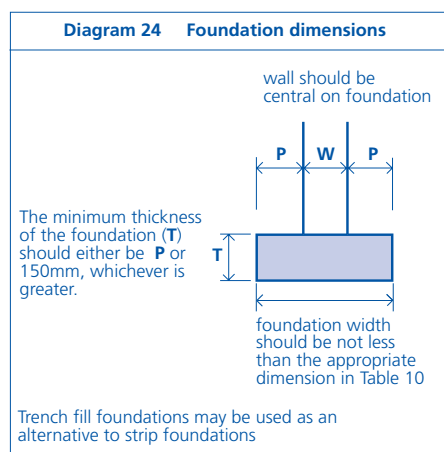 Diagram 24 Foundation dimensions
wall should be
central on foundation
P W P
The minimum thickness
of the foundation (T)
should either be P or
150mm, whichever is
greater.
T
foundation width
should be not less
than the appropriate
dimension in Table 10
Trench fill foundations may be used as an
alternative to strip foundations